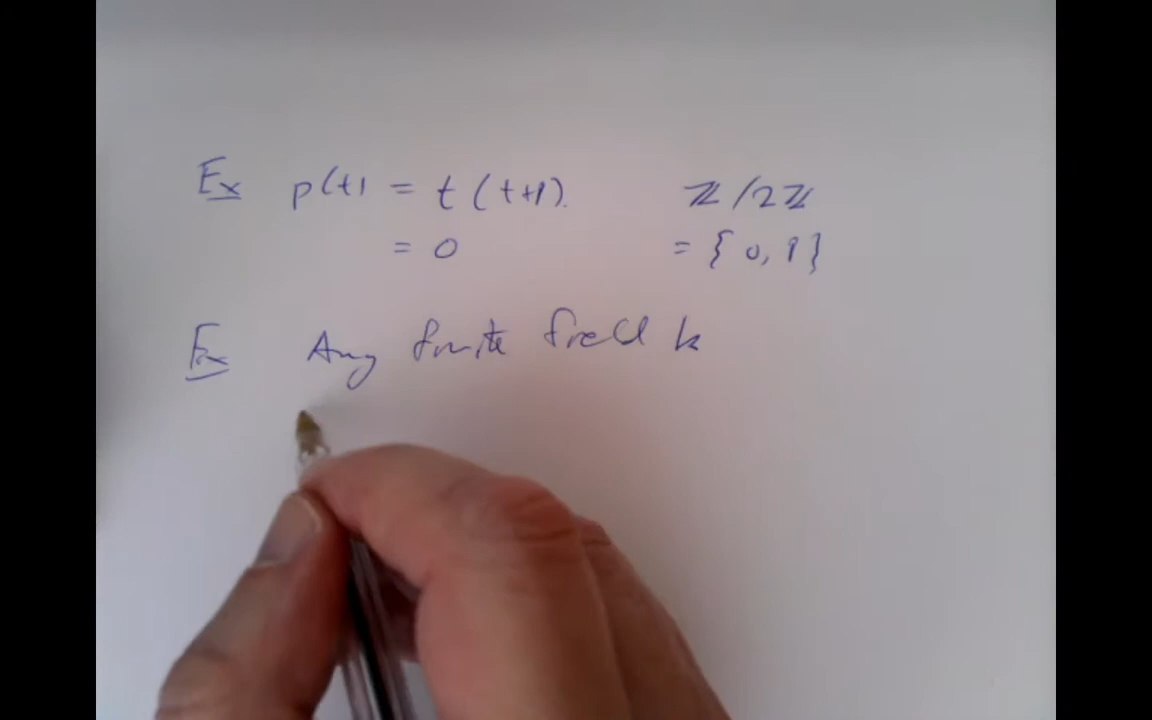 Ex p(t) = t(t+1). ℤ/2ℤ
= 0 = {0,1}
Ex Any finite field k